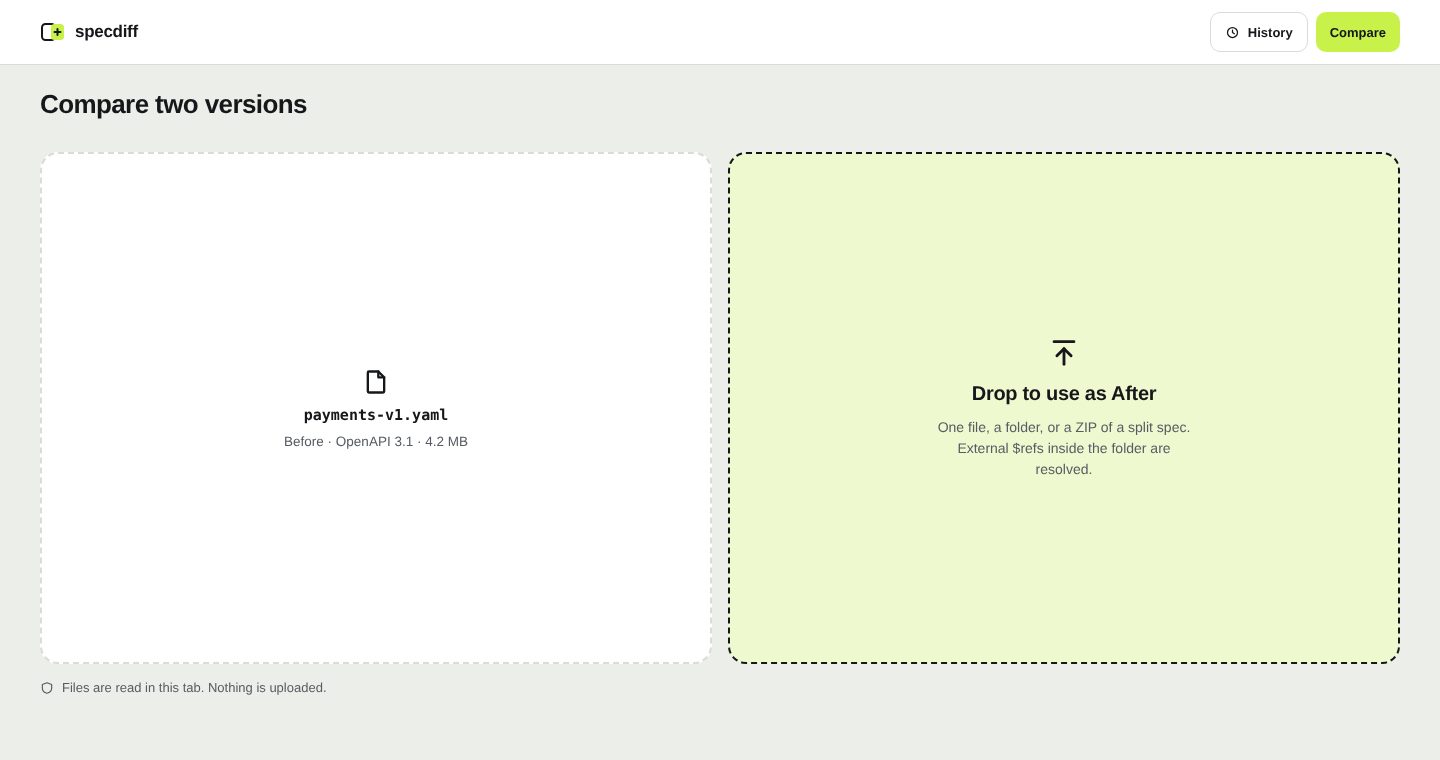 specdiff
History
Compare
Compare two versions
payments-v1.yaml
Before · OpenAPI 3.1 · 4.2 MB
Drop to use as After
One file, a folder, or a ZIP of a split spec.
External $refs inside the folder are
resolved.
Files are read in this tab. Nothing is uploaded.